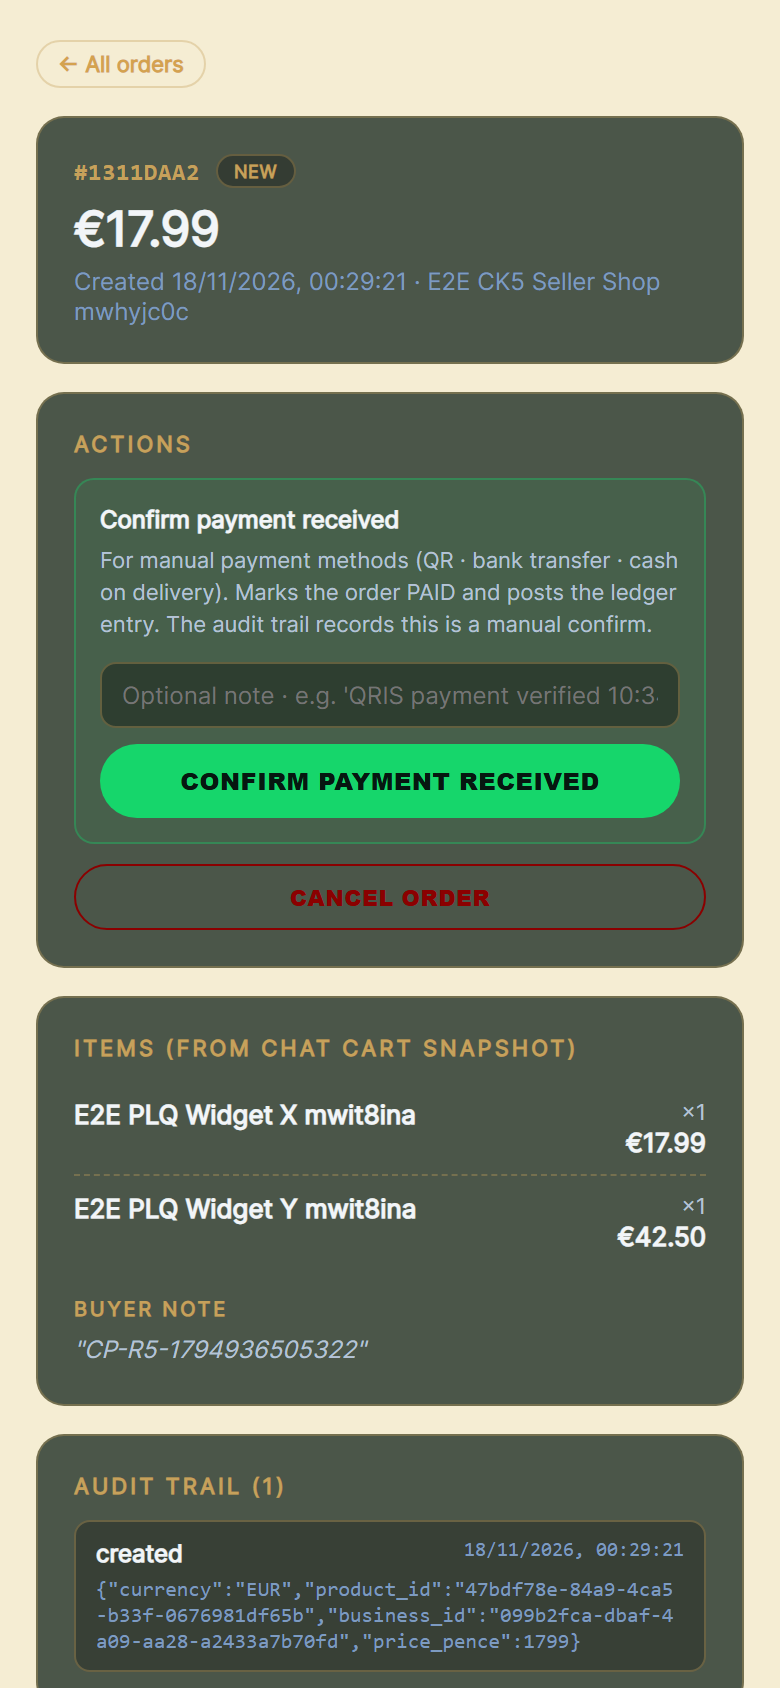 ← All orders
#1311DAA2 NEW
€17.99
Created 18/11/2026, 00:29:21 · E2E CK5 Seller Shop
mwhyjc0c
ACTIONS
Confirm payment received
For manual payment methods (QR · bank transfer · cash
on delivery). Marks the order PAID and posts the ledger
entry. The audit trail records this is a manual confirm.
Optional note · e.g. 'QRIS payment verified 10:3
CONFIRM PAYMENT RECEIVED
CANCEL ORDER
ITEMS (FROM CHAT CART SNAPSHOT)
E2E PLQ Widget X mwit8ina ×1
€17.99
E2E PLQ Widget Y mwit8ina ×1
€42.50
BUYER NOTE
"CP-R5-1794936505322"
AUDIT TRAIL (1)
created 18/11/2026, 00:29:21
{"currency":"EUR","product_id":"47bdf78e-84a9-4ca5
-b33f-0676981df65b","business_id":"099b2fca-dbaf-4
a09-aa28-a2433a7b70fd","price_pence":1799}